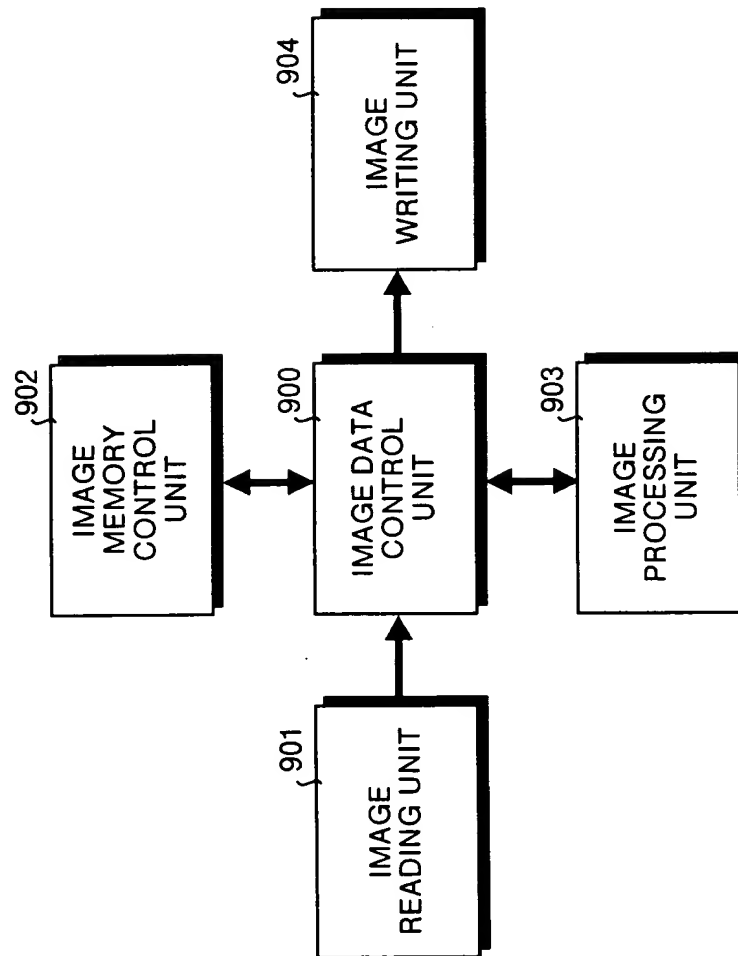 902
IMAGE
MEMORY
CONTROL
UNIT
901
IMAGE
READING UNIT
900
IMAGE DATA
CONTROL
UNIT
904
IMAGE
WRITING UNIT
903
IMAGE
PROCESSING
UNIT